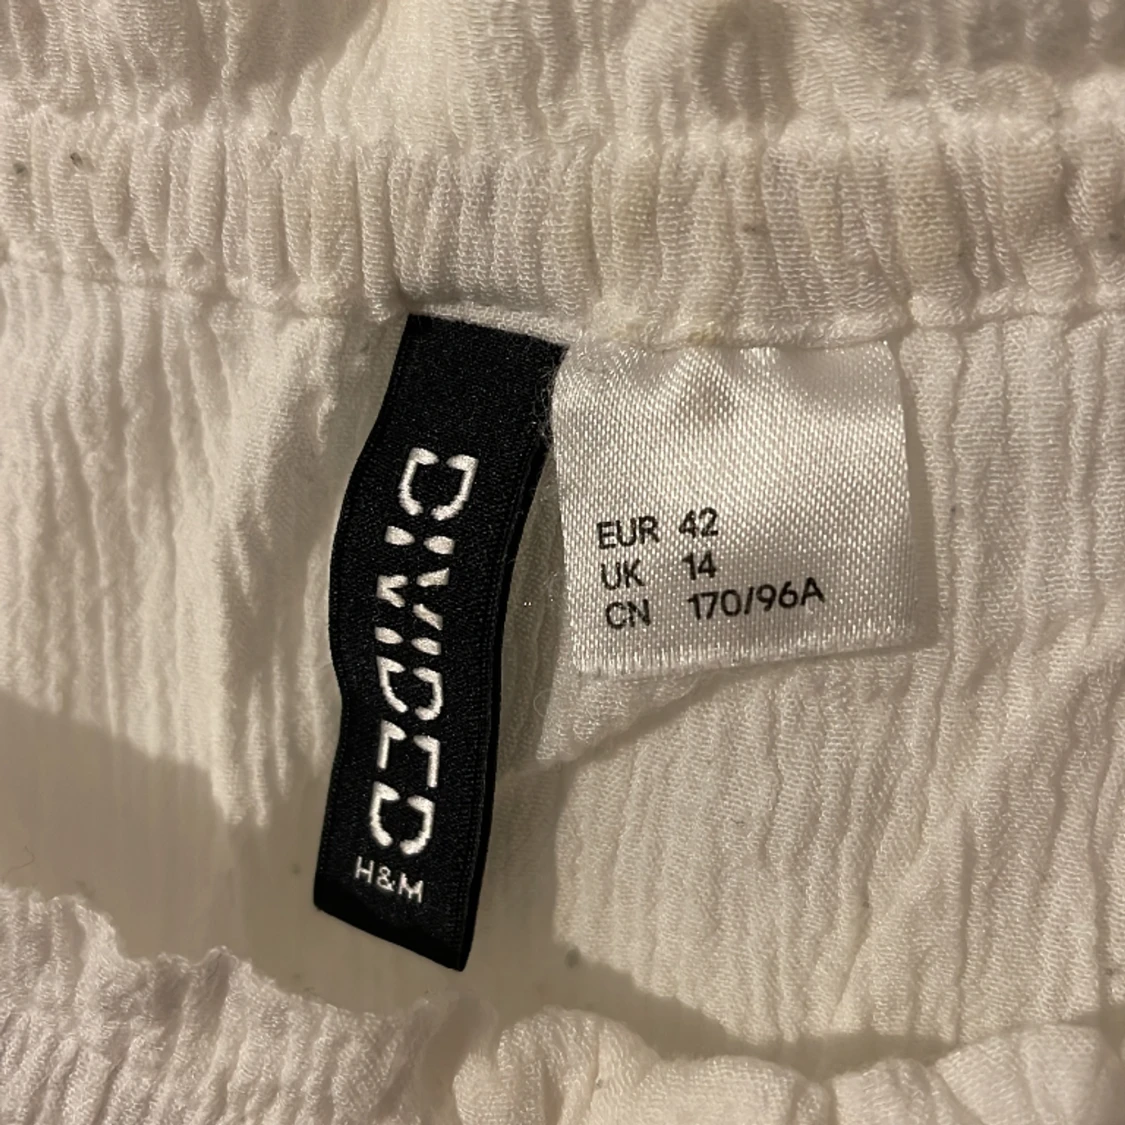 DIVIDED
H&M
EUR 42
UK 14
CN 170/96A